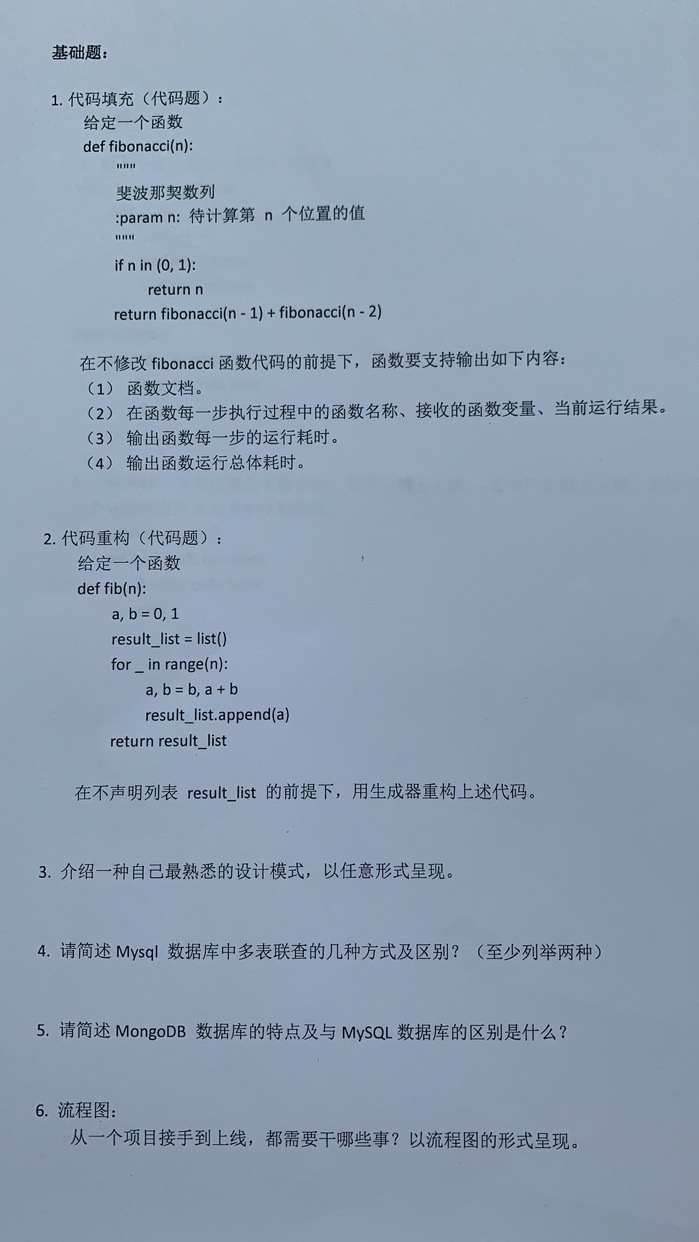 基础题：
1. 代码填充（代码题）：
给定一个函数
def fibonacci(n):
"""
斐波那契数列
:param n: 待计算第 n 个位置的值
"""
if n in (0, 1):
return n
return fibonacci(n - 1) + fibonacci(n - 2)
在不修改 fibonacci 函数代码的前提下，函数要支持输出如下内容：
（1） 函数文档。
（2） 在函数每一步执行过程中的函数名称、接收的函数变量、当前运行结果。
（3） 输出函数每一步的运行耗时。
（4） 输出函数运行总体耗时。
2. 代码重构（代码题）：
给定一个函数
def fib(n):
a, b = 0, 1
result_list = list()
for _ in range(n):
a, b = b, a + b
result_list.append(a)
return result_list
在不声明列表 result_list 的前提下，用生成器重构上述代码。
3. 介绍一种自己最熟悉的设计模式，以任意形式呈现。
4. 请简述 Mysql 数据库中多表联查的几种方式及区别？（至少列举两种）
5. 请简述 MongoDB 数据库的特点及与 MySQL 数据库的区别是什么？
6. 流程图：
从一个项目接手到上线，都需要干哪些事？以流程图的形式呈现。